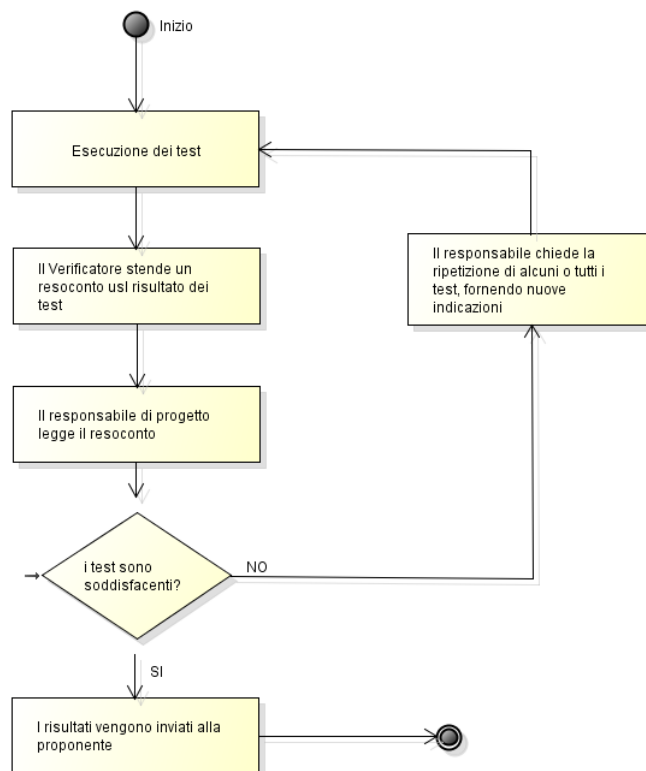 Inizio
Esecuzione dei test
Il Verificatore stende un
resoconto usl risultato dei
test
Il responsabile chiede la
ripetizione di alcuni o tutti i
test, fornendo nuove
indicazioni
Il responsabile di progetto
legge il resoconto
i test sono
soddisfacenti?
NO
SI
I risultati vengono inviati alla
proponente